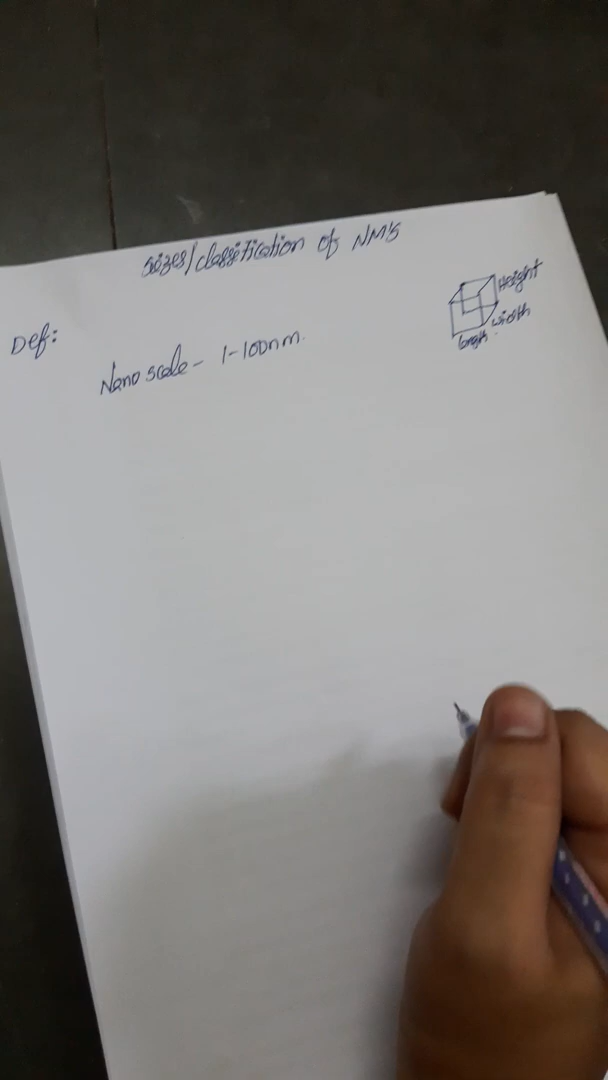 sizes/classification of NM'S
Height
width
length
Def:
Nano scale - 1-100nm.